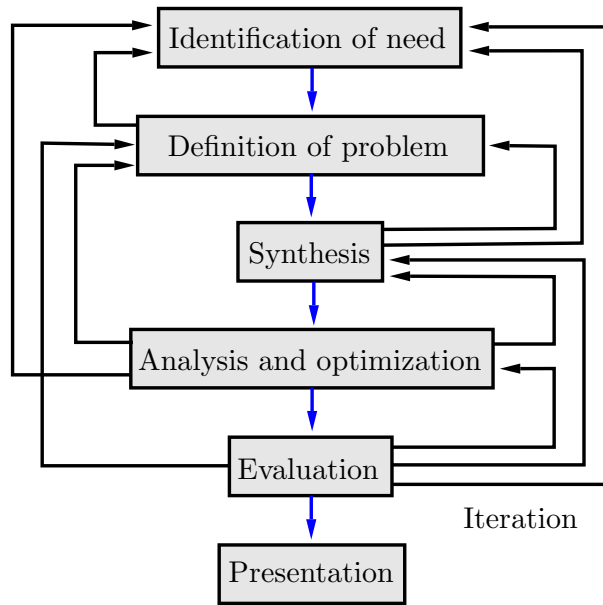 Identification of need
Definition of problem
Synthesis
Analysis and optimization
Evaluation
Iteration
Presentation